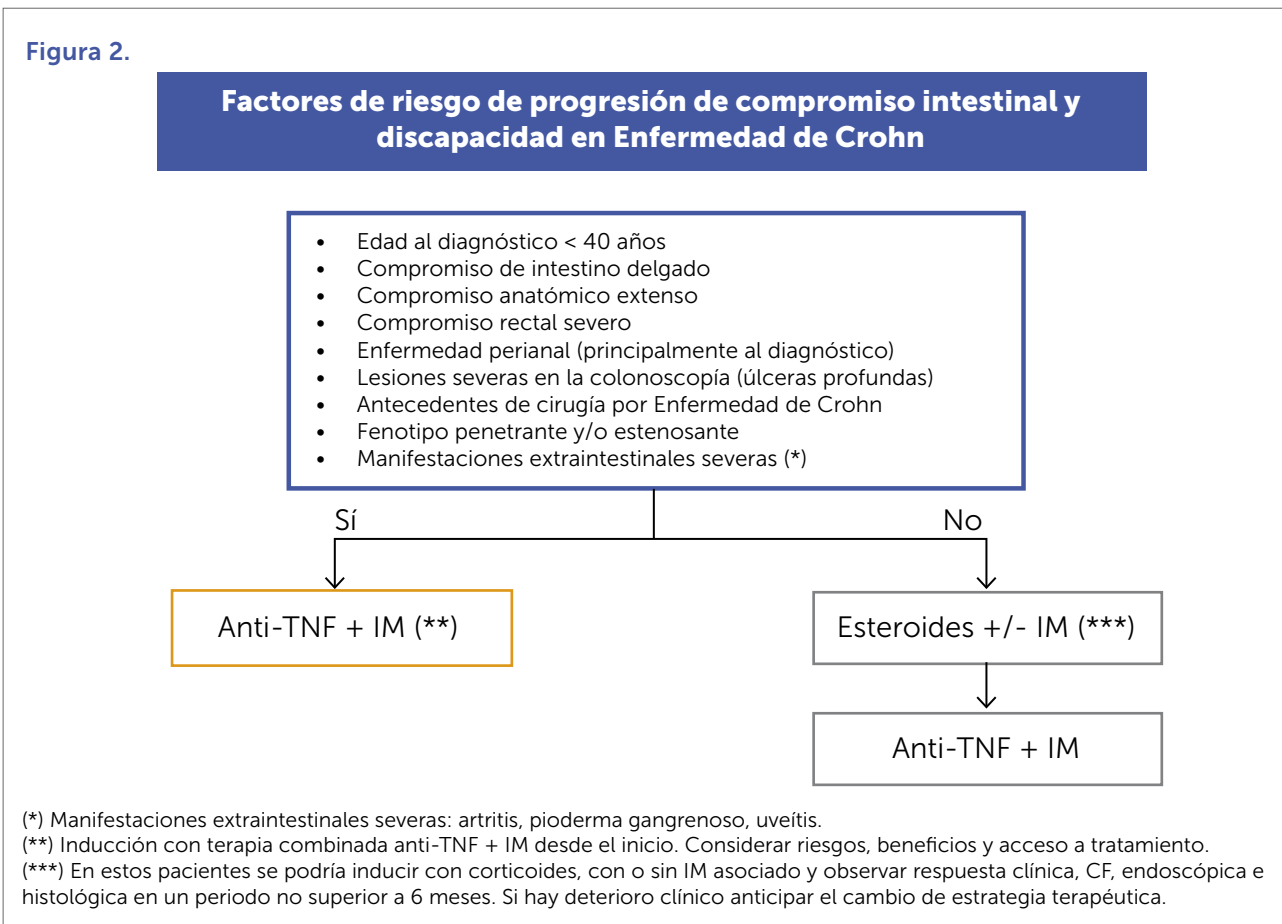 Figura 2.
Factores de riesgo de progresión de compromiso intestinal y
discapacidad en Enfermedad de Crohn
• Edad al diagnóstico < 40 años
• Compromiso de intestino delgado
• Compromiso anatómico extenso
• Compromiso rectal severo
• Enfermedad perianal (principalmente al diagnóstico)
• Lesiones severas en la colonoscopía (úlceras profundas)
• Antecedentes de cirugía por Enfermedad de Crohn
• Fenotipo penetrante y/o estenosante
• Manifestaciones extraintestinales severas (*)
Sí
No
Anti-TNF + IM (**)
Esteroides +/- IM (***)
Anti-TNF + IM
(*) Manifestaciones extraintestinales severas: artritis, pioderma gangrenoso, uveítis.
(**) Inducción con terapia combinada anti-TNF + IM desde el inicio. Considerar riesgos, beneficios y acceso a tratamiento.
(***) En estos pacientes se podría inducir con corticoides, con o sin IM asociado y observar respuesta clínica, CF, endoscópica e
histológica en un periodo no superior a 6 meses. Si hay deterioro clínico anticipar el cambio de estrategia terapéutica.